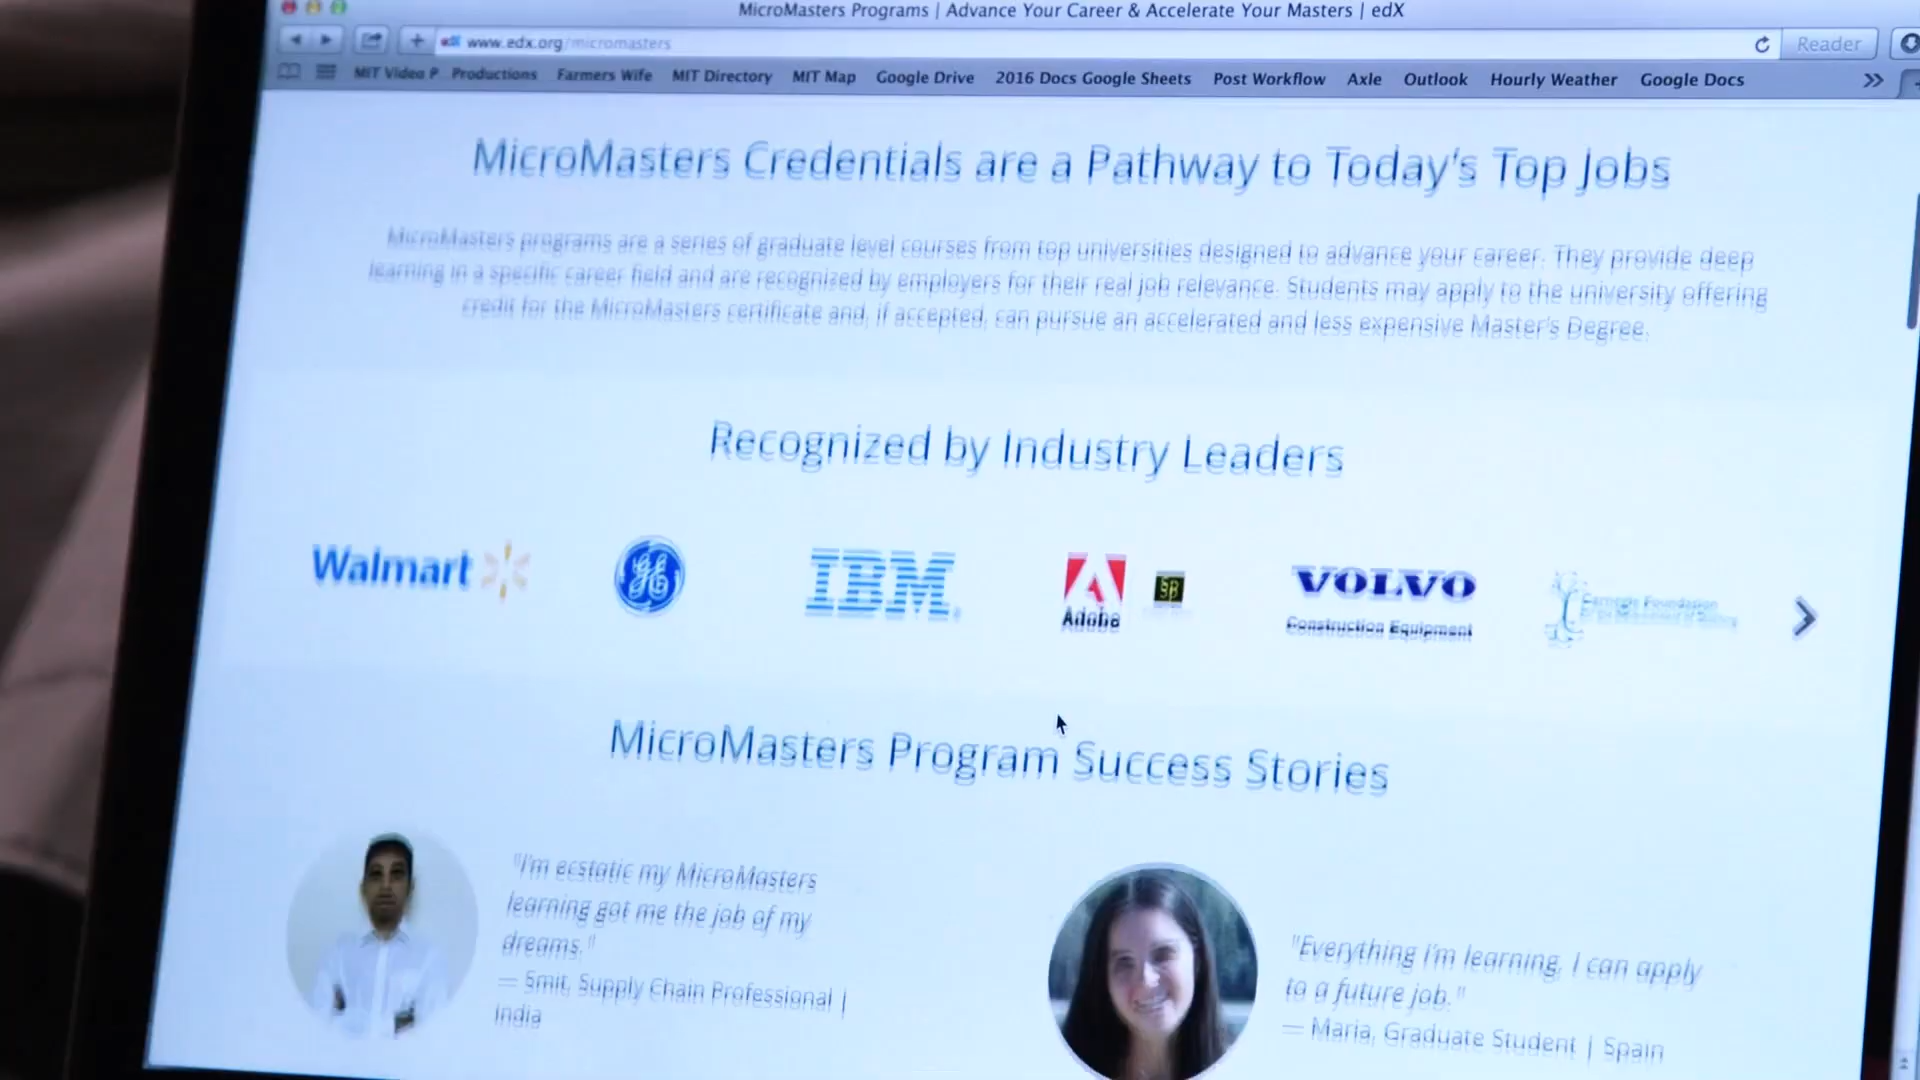 MicroMasters Programs | Advance Your Career & Accelerate Your Masters | edX
www.edx.org/micromasters
Reader
MIT Video P Productions Farmers Wife MIT Directory MIT Map Google Drive 2016 Docs Google Sheets Post Workflow Axle Outlook Hourly Weather Google Docs
MicroMasters Credentials are a Pathway to Today's Top Jobs
MicroMasters programs are a series of graduate level courses from top universities designed to advance your career. They provide deep
learning in a specific career field and are recognized by employers for their real job relevance. Students may apply to the university offering
credit for the MicroMasters certificate and, if accepted, can pursue an accelerated and less expensive Master's Degree.
Recognized by Industry Leaders
Walmart
GE
IBM
Adobe
VOLVO
Construction Equipment
Carnegie Foundation
MicroMasters Program Success Stories
"I'm ecstatic my MicroMasters
learning got me the job of my
dreams."
— Smit, Supply Chain Professional |
India
"Everything I'm learning, I can apply
to a future job."
— Maria, Graduate Student | Spain